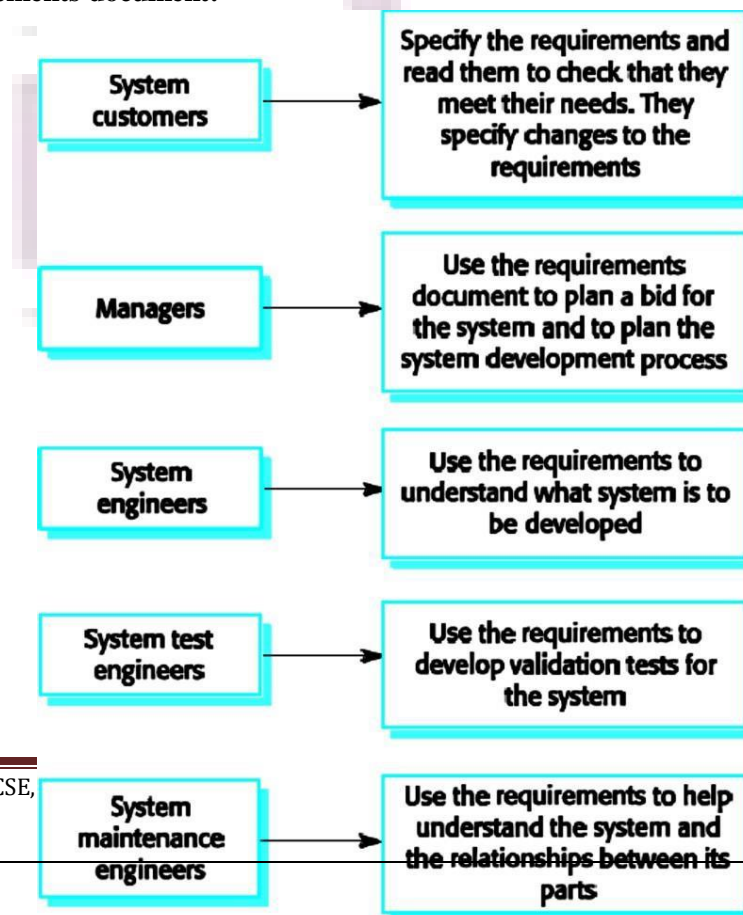 ements document.
System
customers
Specify the requirements and
read them to check that they
meet their needs. They
specify changes to the
requirements
Managers
Use the requirements
document to plan a bid for
the system and to plan the
system development process
System
engineers
Use the requirements to
understand what system is to
be developed
System test
engineers
Use the requirements to
develop validation tests for
the system
CSE,
System
maintenance
engineers
Use the requirements to help
understand the system and
the relationships between its
parts